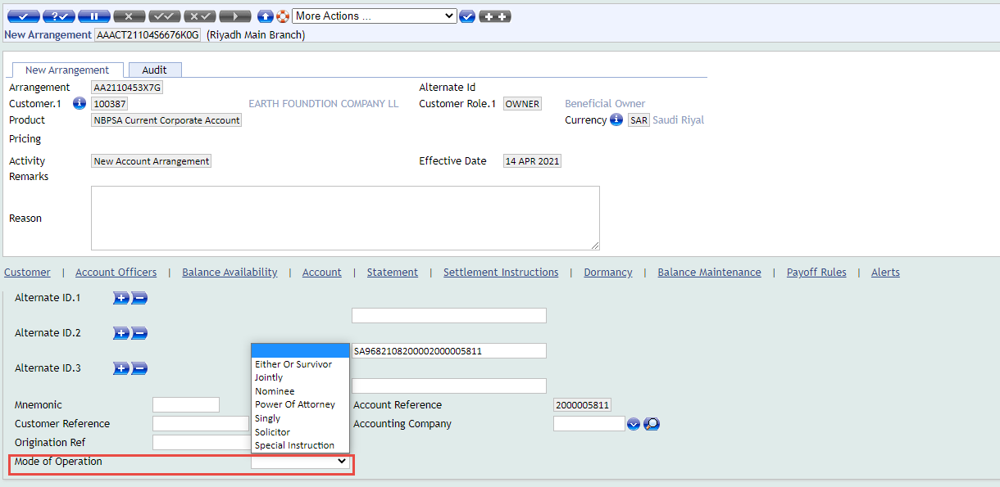 More Actions ...
New Arrangement AAACT21104S6676K0G (Riyadh Main Branch)
New Arrangement Audit
Arrangement AA2110453X7G Alternate Id
Customer.1 100387 EARTH FOUNDTION COMPANY LL Customer Role.1 OWNER Beneficial Owner
Product NBPSA Current Corporate Account Currency SAR Saudi Riyal
Pricing
Activity New Account Arrangement Effective Date 14 APR 2021
Remarks
Reason
Customer | Account Officers | Balance Availability | Account | Statement | Settlement Instructions | Dormancy | Balance Maintenance | Payoff Rules | Alerts
Alternate ID.1
Alternate ID.2
SA9682108200002000005811
Alternate ID.3
Either Or Survivor
Jointly
Nominee
Power Of Attorney
Singly
Solicitor
Special Instruction
Mnemonic Account Reference 2000005811
Customer Reference Accounting Company
Origination Ref
Mode of Operation